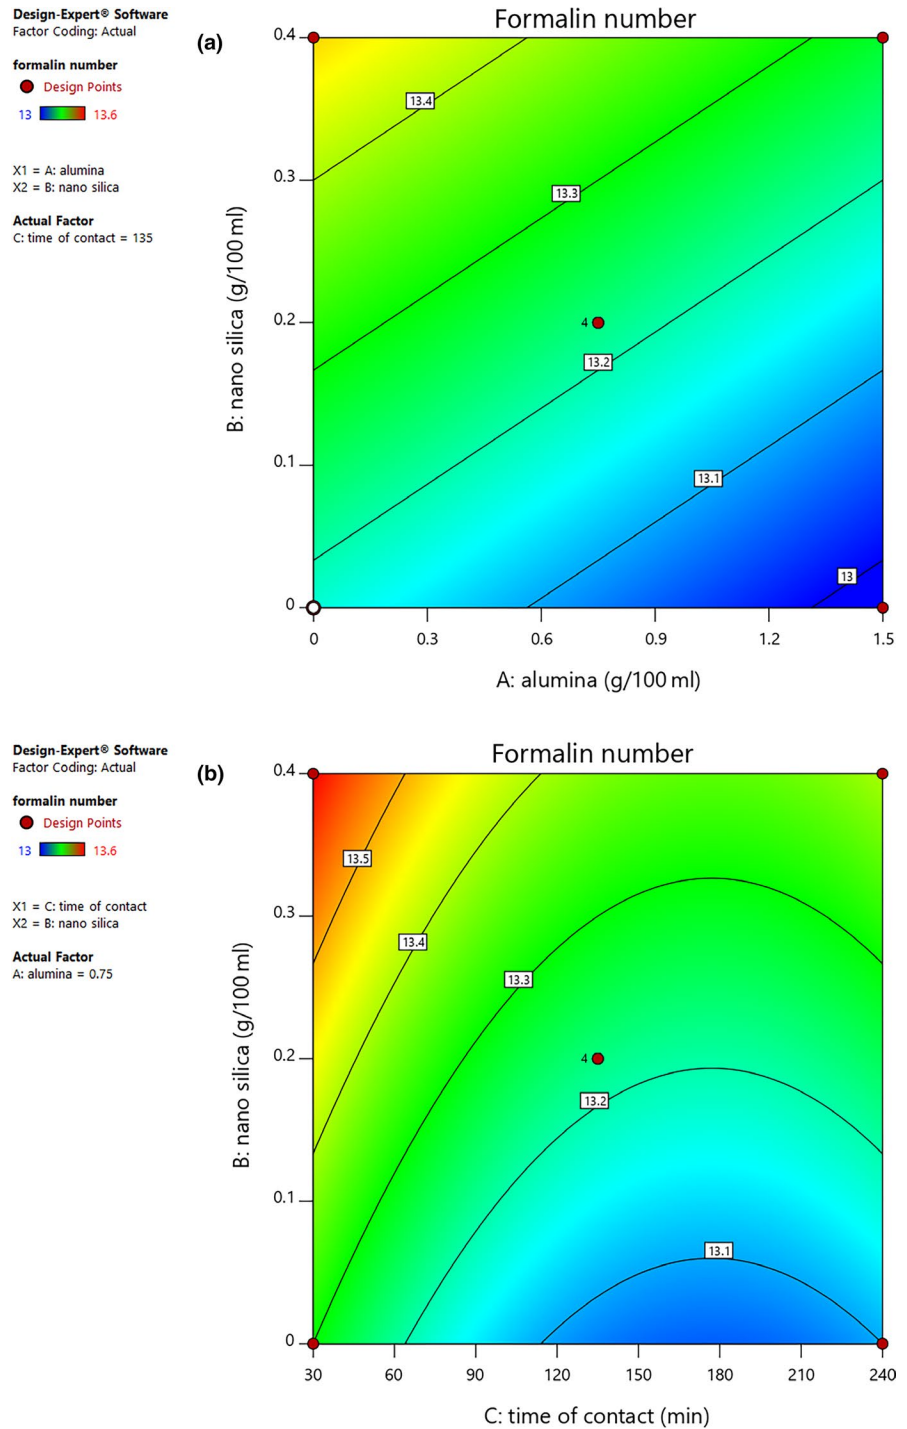 Design-Expert® Software
Factor Coding: Actual
formalin number
Design Points
13 13.6
X1 = A: alumina
X2 = B: nano silica
Actual Factor
C: time of contact = 135
(a)
Formalin number
B: nano silica (g/100 ml)
0.4
0.3
0.2
0.1
0
13.4
13.3
4
13.2
13.1
13
0 0.3 0.6 0.9 1.2 1.5
A: alumina (g/100 ml)
Design-Expert® Software
Factor Coding: Actual
formalin number
Design Points
13 13.6
X1 = C: time of contact
X2 = B: nano silica
Actual Factor
A: alumina = 0.75
(b)
Formalin number
B: nano silica (g/100 ml)
0.4
0.3
0.2
0.1
0
13.5
13.4
13.3
4
13.2
13.1
30 60 90 120 150 180 210 240
C: time of contact (min)